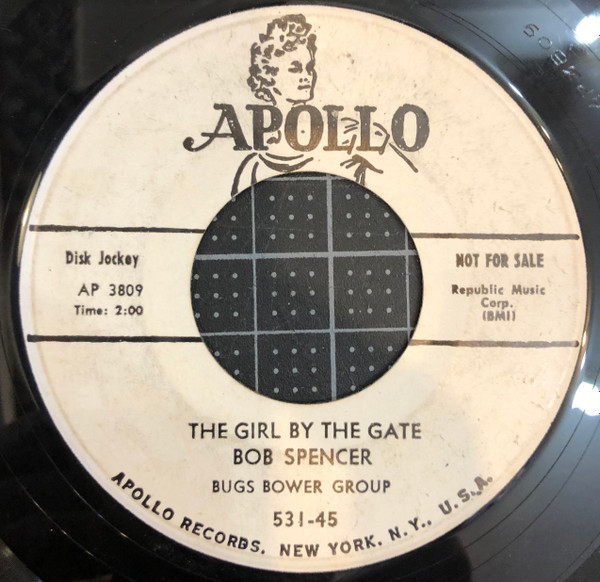 APOLLO
Disk Jockey
AP 3809
Time: 2:00
NOT FOR SALE
Republic Music
Corp.
(BMI)
THE GIRL BY THE GATE
BOB SPENCER
BUGS BOWER GROUP
531-45
APOLLO RECORDS, NEW YORK, N.Y., U.S.A.